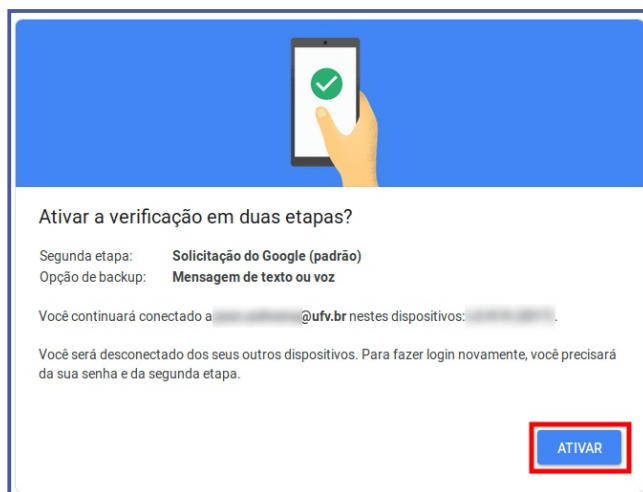 Ativar a verificação em duas etapas?
Segunda etapa: Solicitação do Google (padrão)
Opção de backup: Mensagem de texto ou voz
Você continuará conectado a @ufv.br nestes dispositivos: .
Você será desconectado dos seus outros dispositivos. Para fazer login novamente, você precisará
da sua senha e da segunda etapa.
ATIVAR